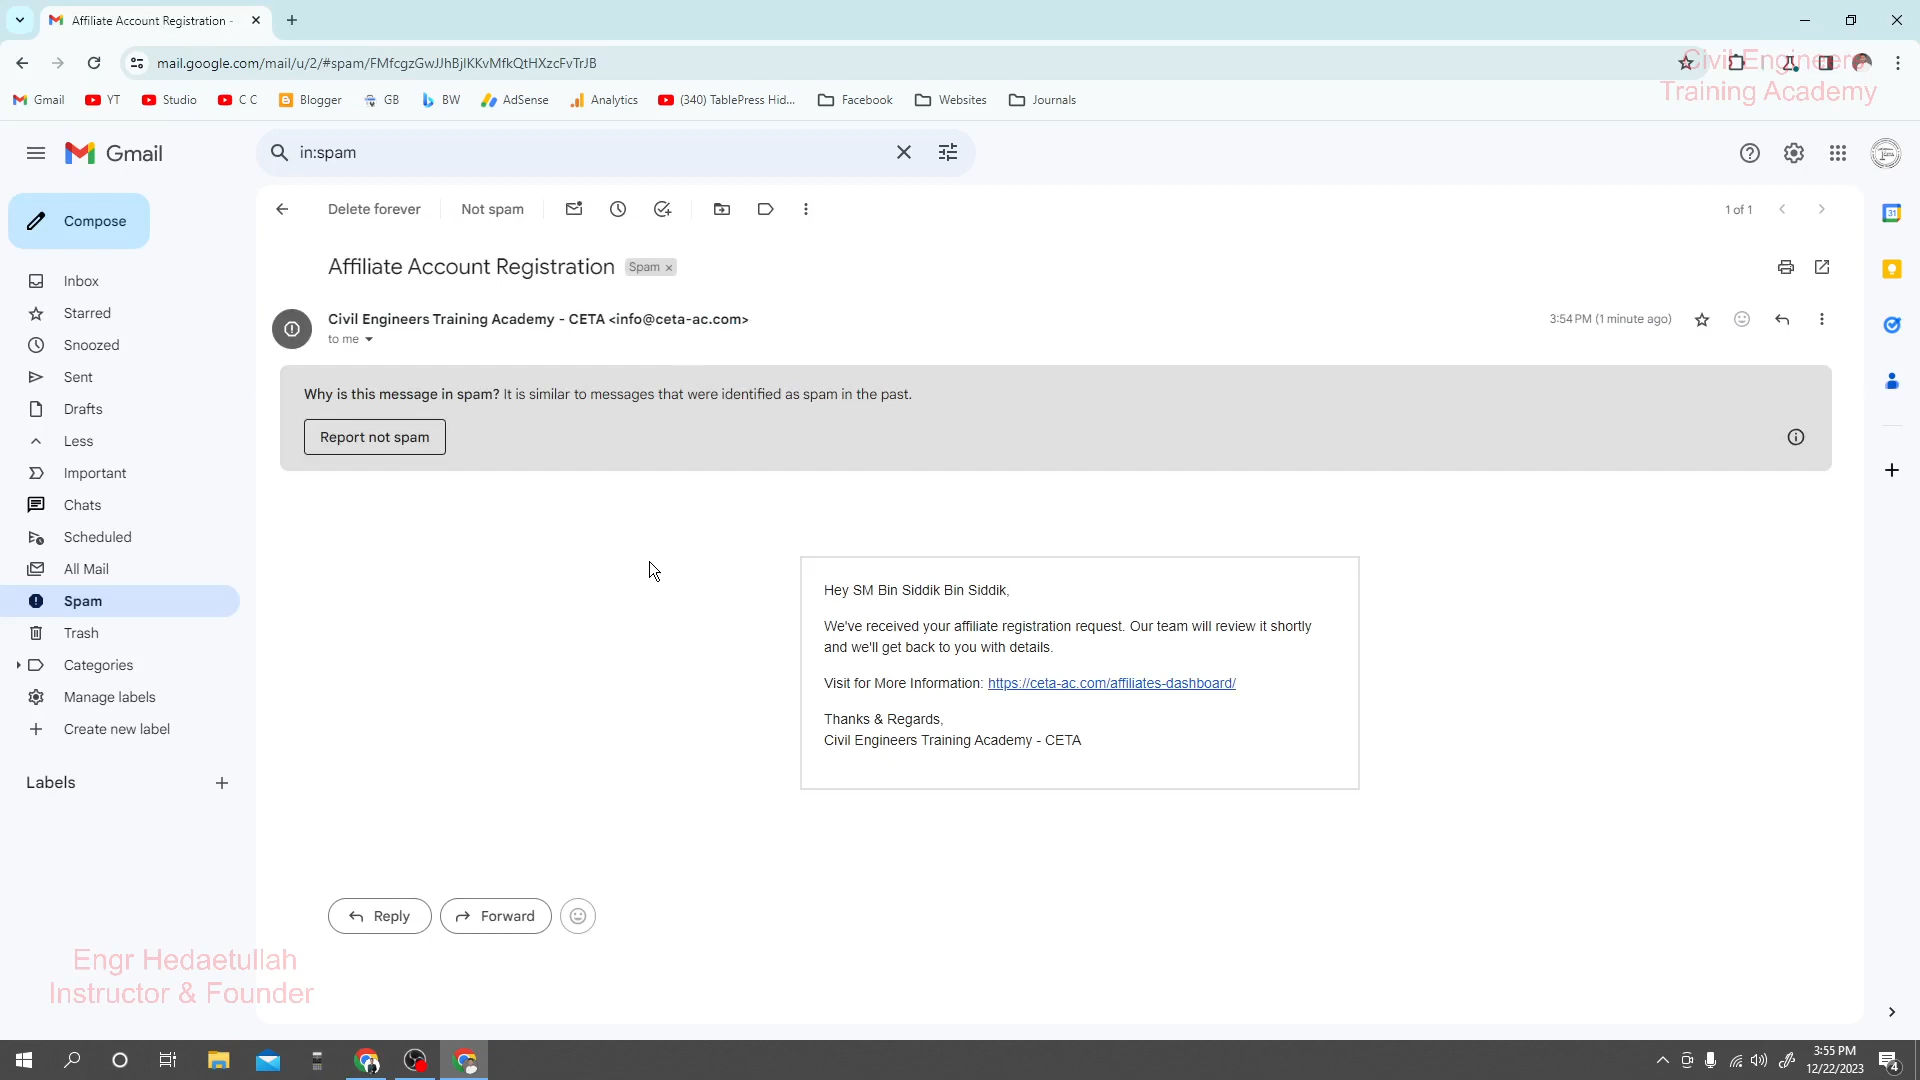 Affiliate Account Registration -
mail.google.com/mail/u/2/#spam/FMfcgzGwJJhBjlKKvMfkQtHXzcFvTrJB
Civil Engineers
Training Academy
Gmail
YT
Studio
C C
Blogger
GB
BW
AdSense
Analytics
(340) TablePress Hid...
Facebook
Websites
Journals
Gmail
in:spam
Compose
Delete forever
Not spam
1 of 1
Affiliate Account Registration
Spam ×
Inbox
Starred
Snoozed
Sent
Drafts
Less
Important
Chats
Scheduled
All Mail
Spam
Trash
Categories
Manage labels
Create new label
Labels
Civil Engineers Training Academy - CETA <info@ceta-ac.com>
3:54 PM (1 minute ago)
to me
Why is this message in spam? It is similar to messages that were identified as spam in the past.
Report not spam
Hey SM Bin Siddik Bin Siddik,
We've received your affiliate registration request. Our team will review it shortly
and we'll get back to you with details.
Visit for More Information: https://ceta-ac.com/affiliates-dashboard/
Thanks & Regards,
Civil Engineers Training Academy - CETA
Reply
Forward
Engr Hedaetullah
Instructor & Founder
31
3:55 PM
12/22/2023
4